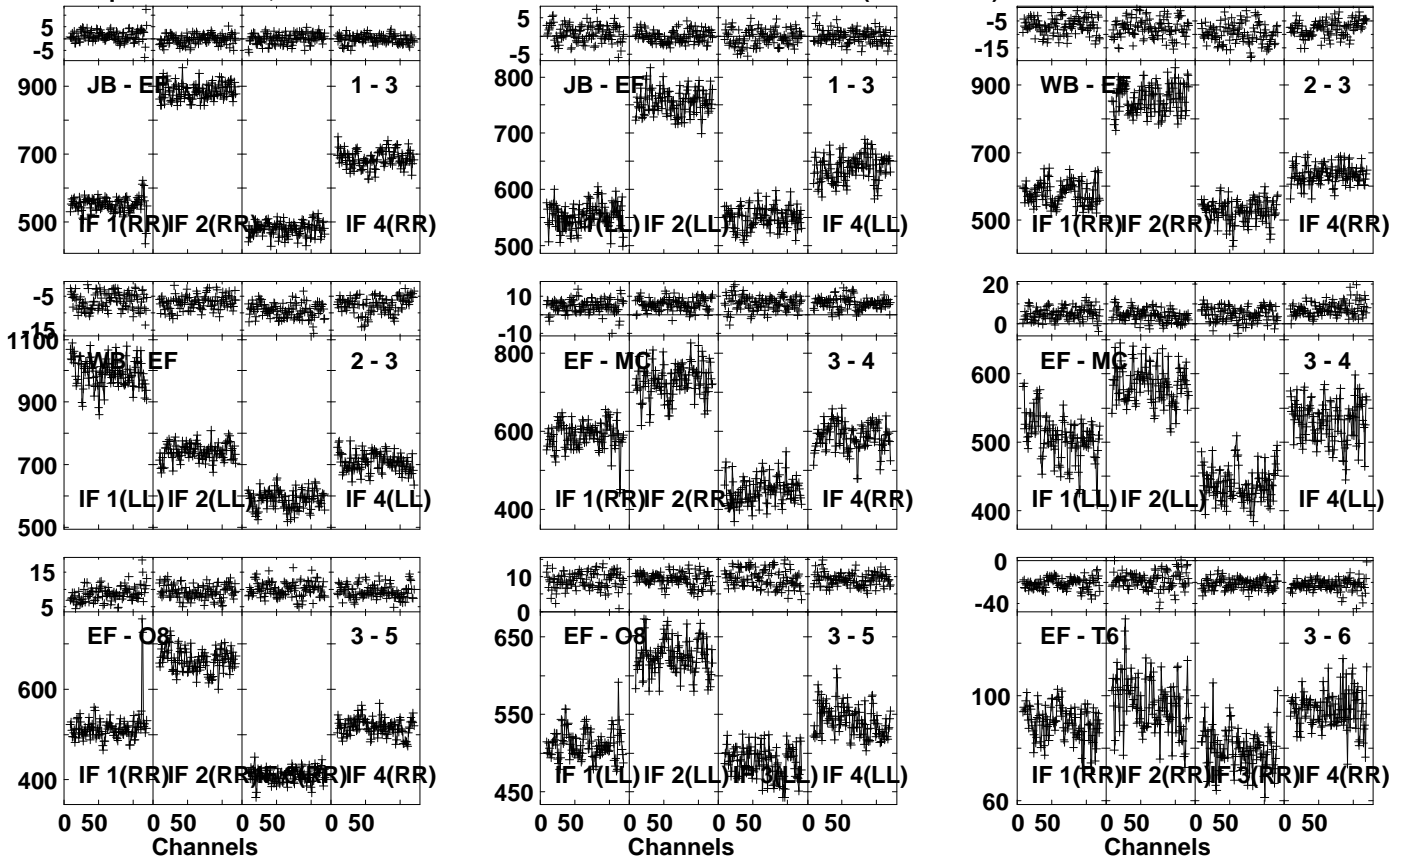 5 5 -5
-5 -5 -15
JB - EF 1 - 3
900
700
500
IF 1(RR) IF 2(RR) IF 4(RR)
JB - EF 1 - 3
800
700
600
500
IF 1(LL) IF 2(LL) IF 4(LL)
WB - EF 2 - 3
900
700
500
IF 1(RR) IF 2(RR) IF 4(RR)
-5
-15
1100
WB - EF 2 - 3
900
700
500
IF 1(LL) IF 2(LL) IF 4(LL)
10
-10
EF - MC 3 - 4
800
600
400
IF 1(RR) IF 2(RR) IF 4(RR)
20
0
EF - MC 3 - 4
600
500
400
IF 1(LL) IF 2(LL) IF 4(LL)
15
5
EF - O8 3 - 5
600
400
IF 1(RR) IF 2(RR) IF 4(RR)
0 50 0 50 0 50 0 50
Channels
10
0
EF - O8 3 - 5
650
550
450
IF 1(LL) IF 2(LL) IF 3(LL) IF 4(LL)
0 50 0 50 0 50 0 50
Channels
0
-40
EF - T6 3 - 6
100
60
IF 1(RR) IF 2(RR) IF 3(RR) IF 4(RR)
0 50 0 50 0 50 0 50
Channels